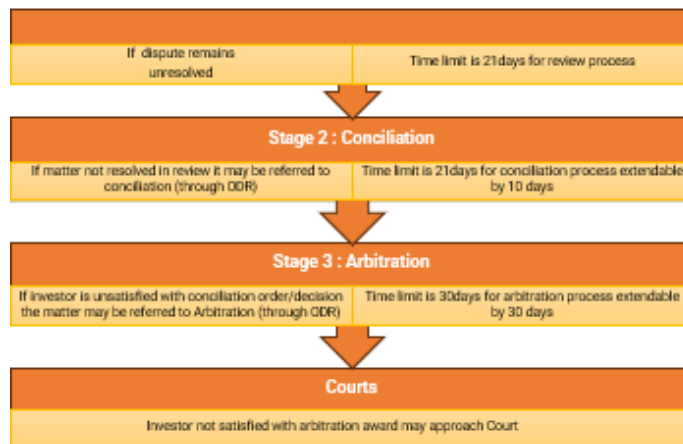 If dispute remains
unresolved
Time limit is 21days for review process
Stage 2 : Conciliation
If matter not resolved in review it may be referred to
conciliation (through ODR)
Time limit is 21days for conciliation process extendable
by 10 days
Stage 3 : Arbitration
If investor is unsatisfied with conciliation order/decision
the matter may be referred to Arbitration (through ODR)
Time limit is 30days for arbitration process extendable
by 30 days
Courts
Investor not satisfied with arbitration award may approach Court